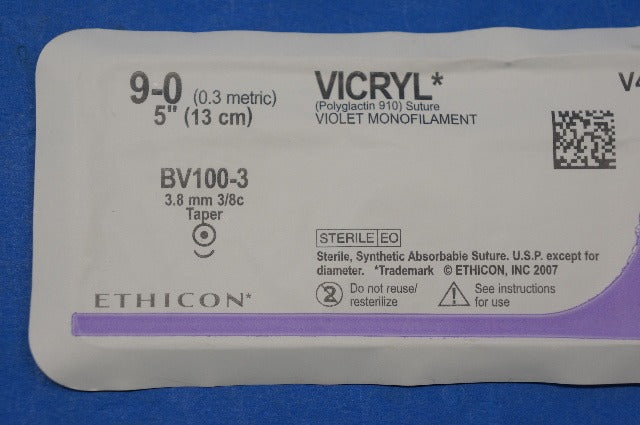 9-0 (0.3 metric)
5" (13 cm)
BV100-3
3.8 mm 3/8c
Taper
ETHICON*
VICRYL*
(Polyglactin 910) Suture
VIOLET MONOFILAMENT
STERILE EO
Sterile, Synthetic Absorbable Suture. U.S.P. except for
diameter. *Trademark © ETHICON, INC 2007
2 Do not reuse/
resterilize
See instructions
for use
V4